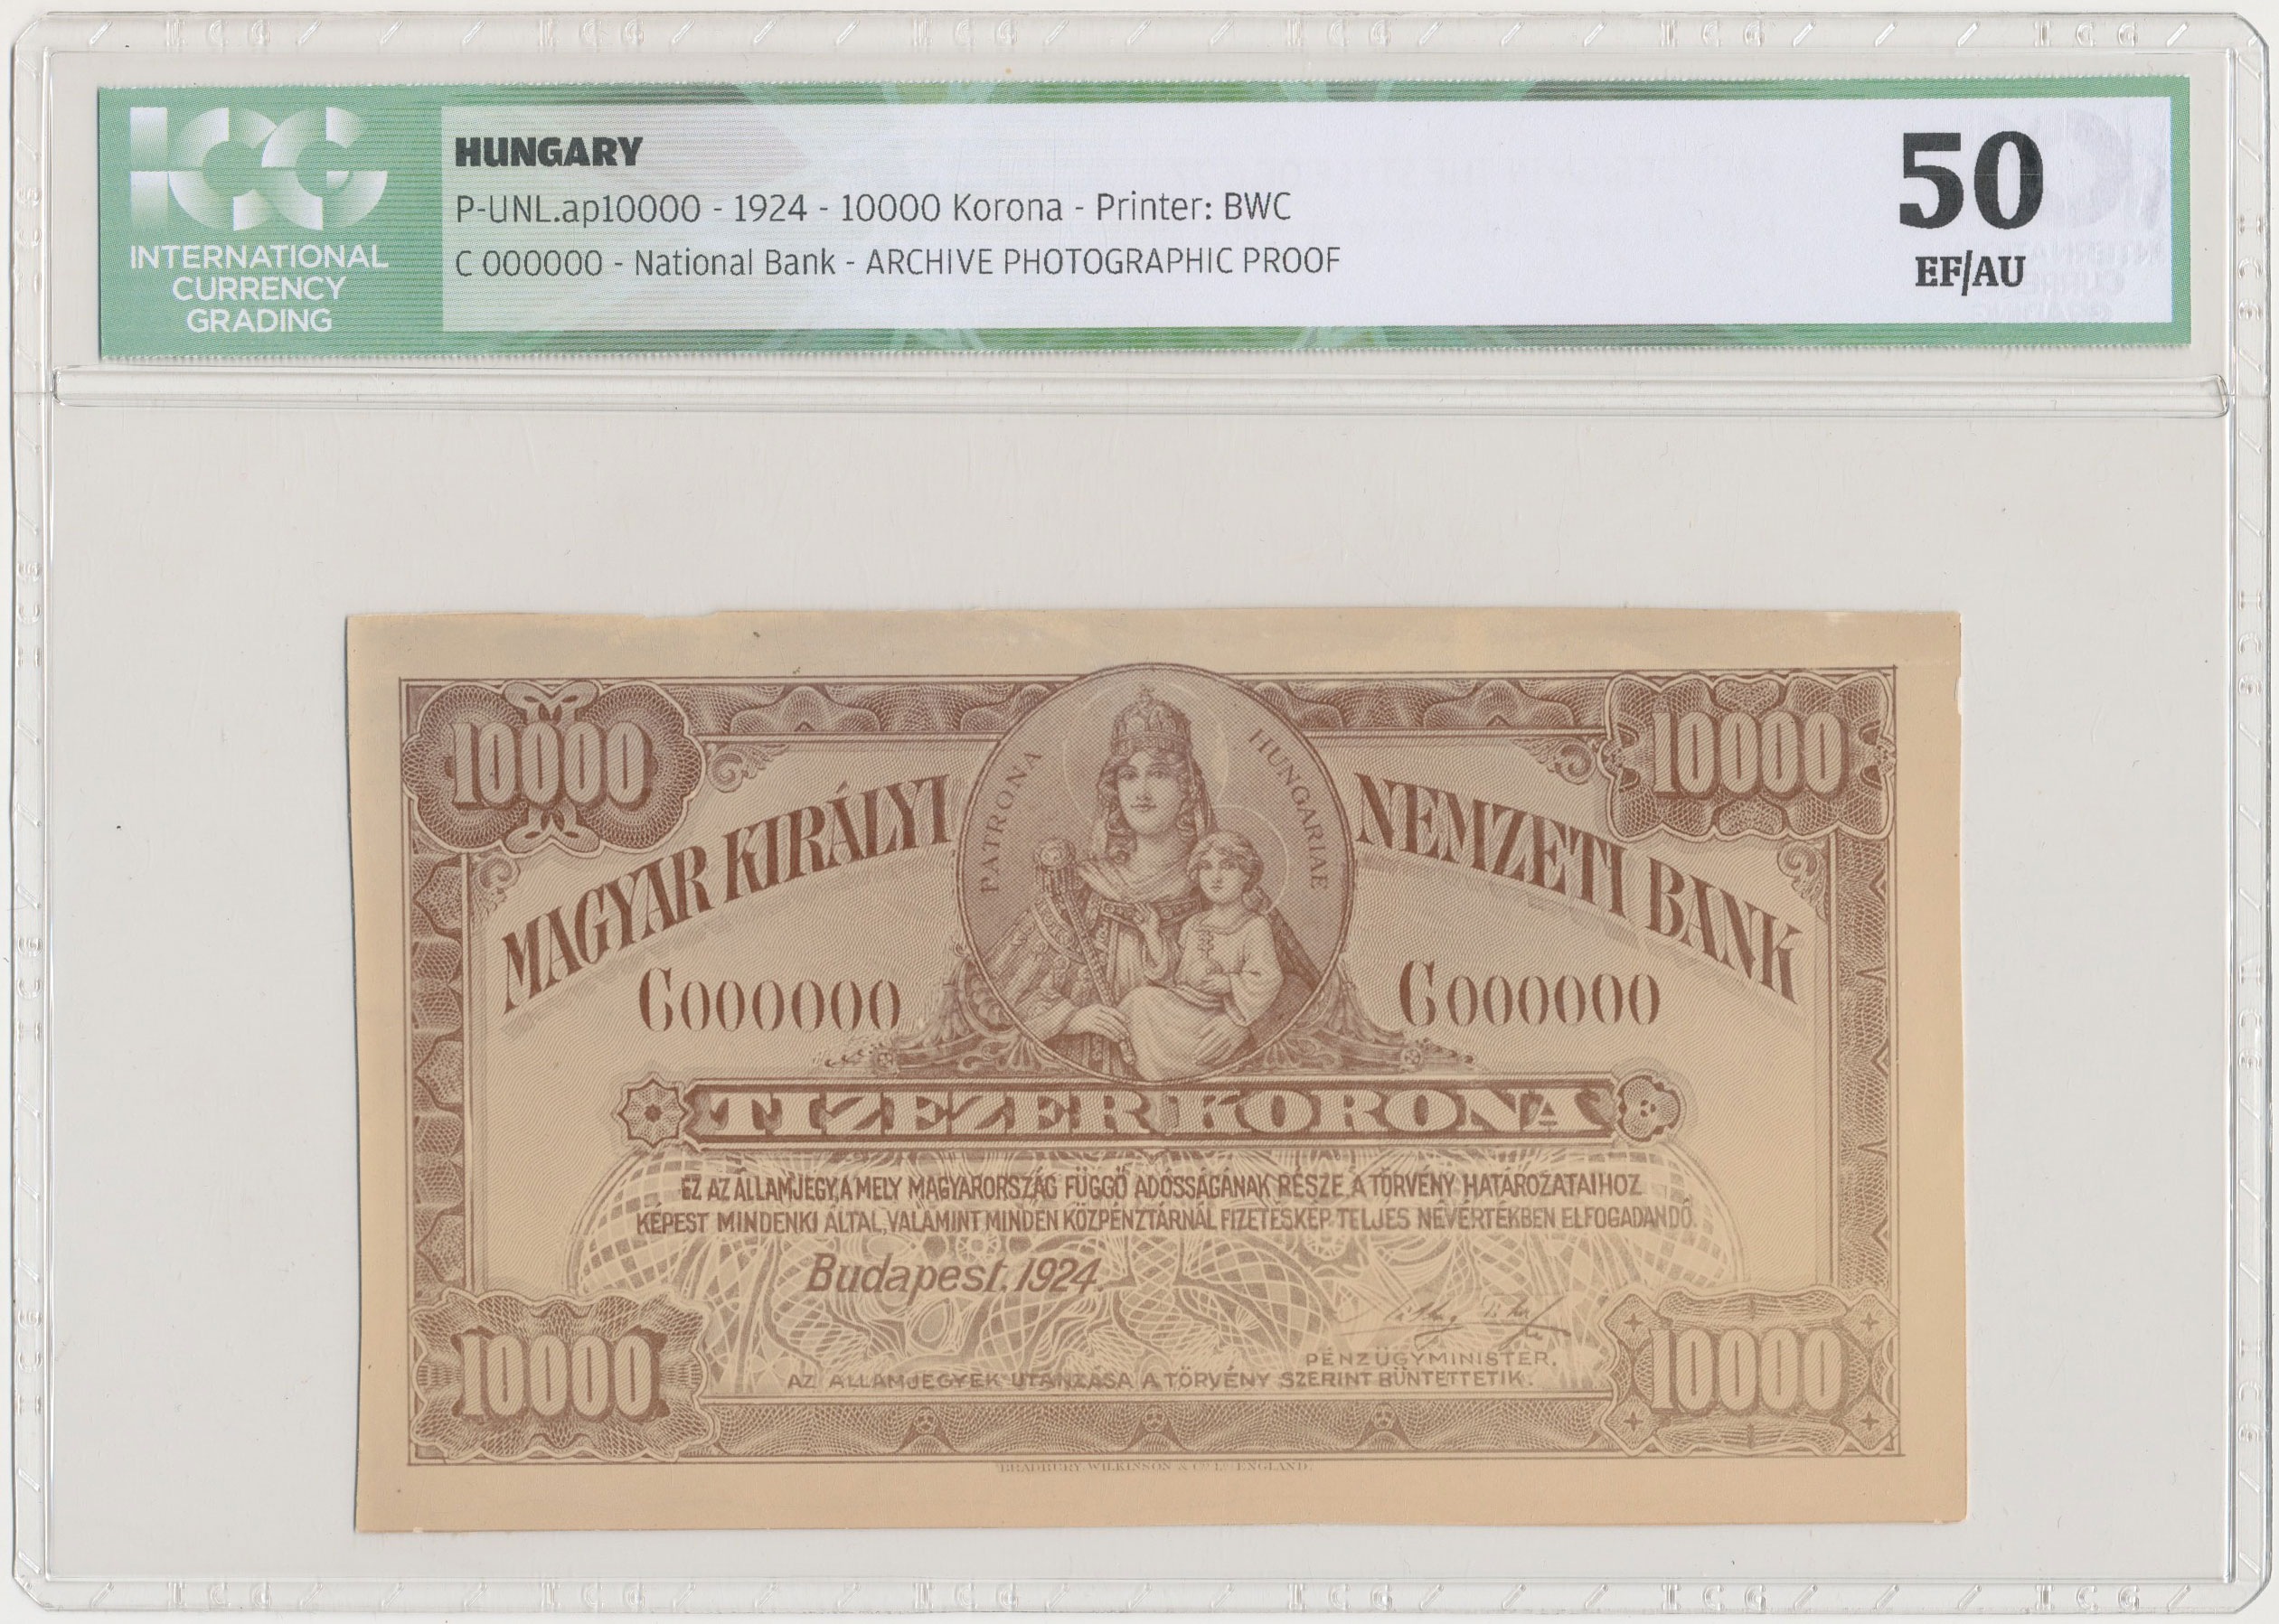 ICG
INTERNATIONAL
CURRENCY
GRADING
HUNGARY
P-UNL.ap10000 - 1924 - 10000 Korona - Printer: BWC
C 000000 - National Bank - ARCHIVE PHOTOGRAPHIC PROOF
50
EF/AU
10000
10000
PATRONA HUNGARIAE
MAGYAR KIRÁLYI NEMZETI BANK
C000000
C000000
TIZEZER KORONA
EZ AZ ÁLLAMJEGY, A MELY MAGYARORSZÁG FÜGGŐ ADÓSSÁGÁNAK RÉSZE, A TÖRVÉNY HATÁROZATAIHOZ
KÉPEST MINDENKI ÁLTAL, VALAMINT MINDEN KÖZPÉNZTÁRNÁL FIZETÉSKÉP TELJES NÉVÉRTÉKBEN ELFOGADANDÓ.
Budapest, 1924.
PÉNZÜGYMINISTER.
AZ ÁLLAMJEGYEK UTÁNZÁSA A TÖRVÉNY SZERINT BÜNTETTETIK.
10000
10000
BRADBURY, WILKINSON & Co. Ld. ENGLAND.